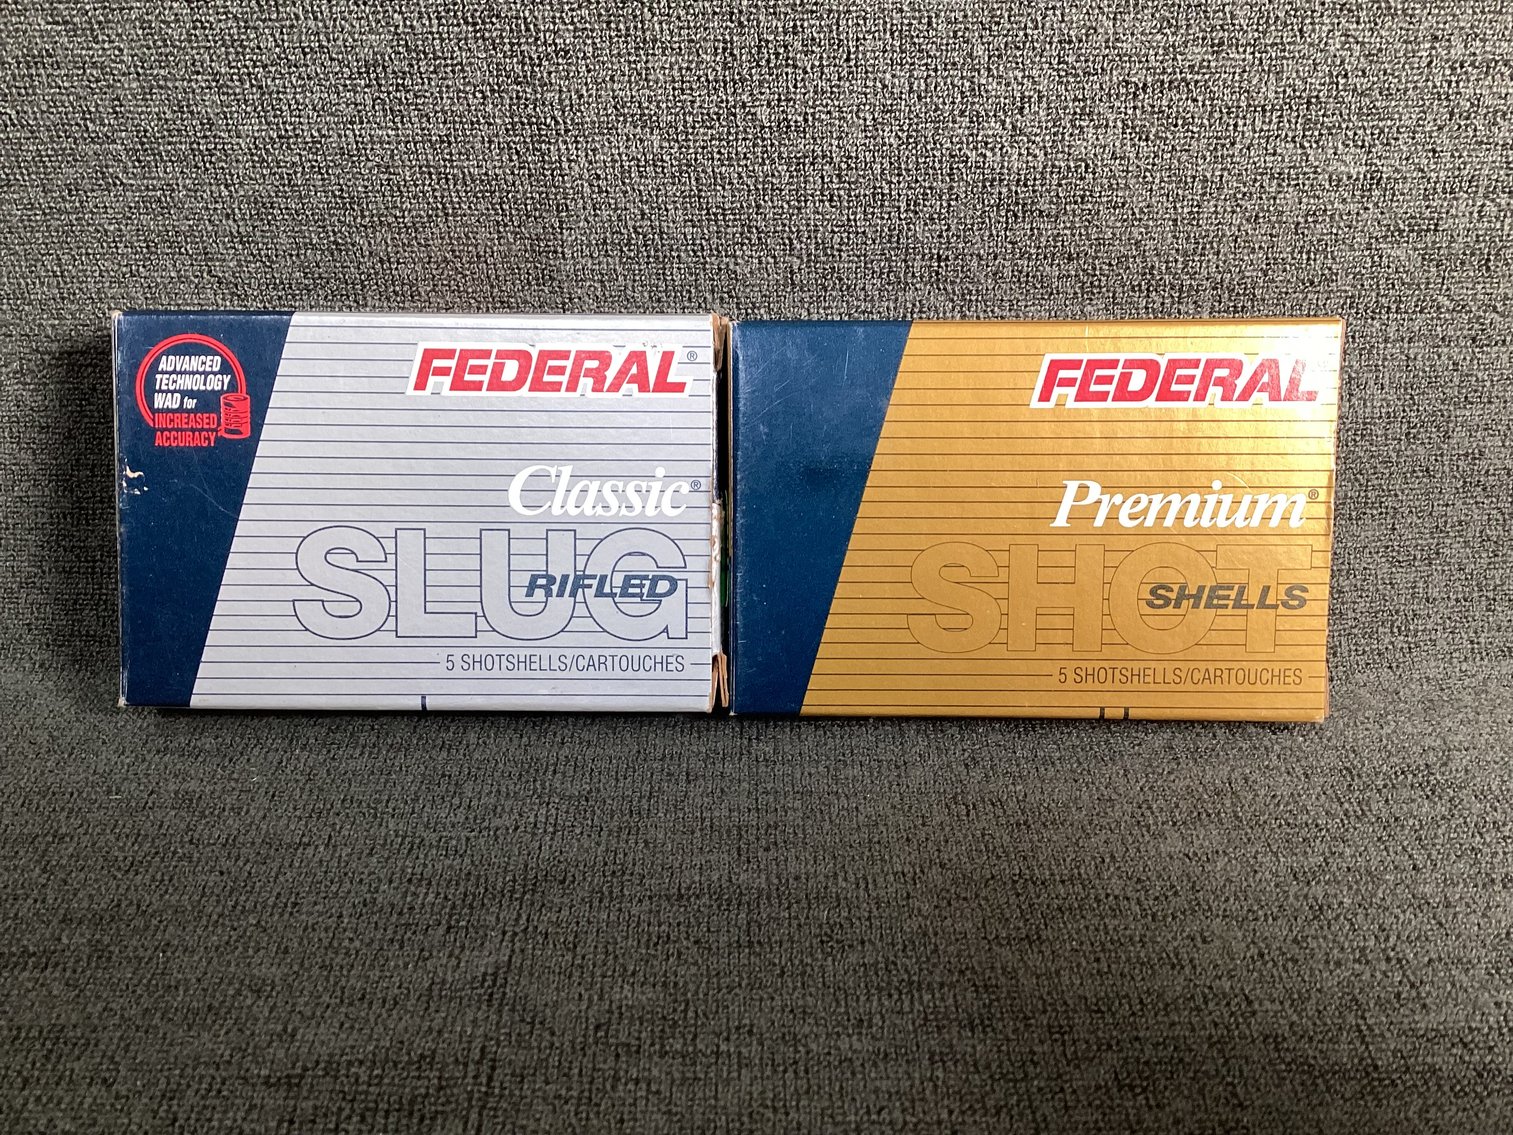 ADVANCED
TECHNOLOGY
WAD for
INCREASED
ACCURACY
FEDERAL®
Classic®
SLUG
RIFLED
5 SHOTSHELLS/CARTOUCHES
FEDERAL
Premium®
SHOT
SHELLS
5 SHOTSHELLS/CARTOUCHES